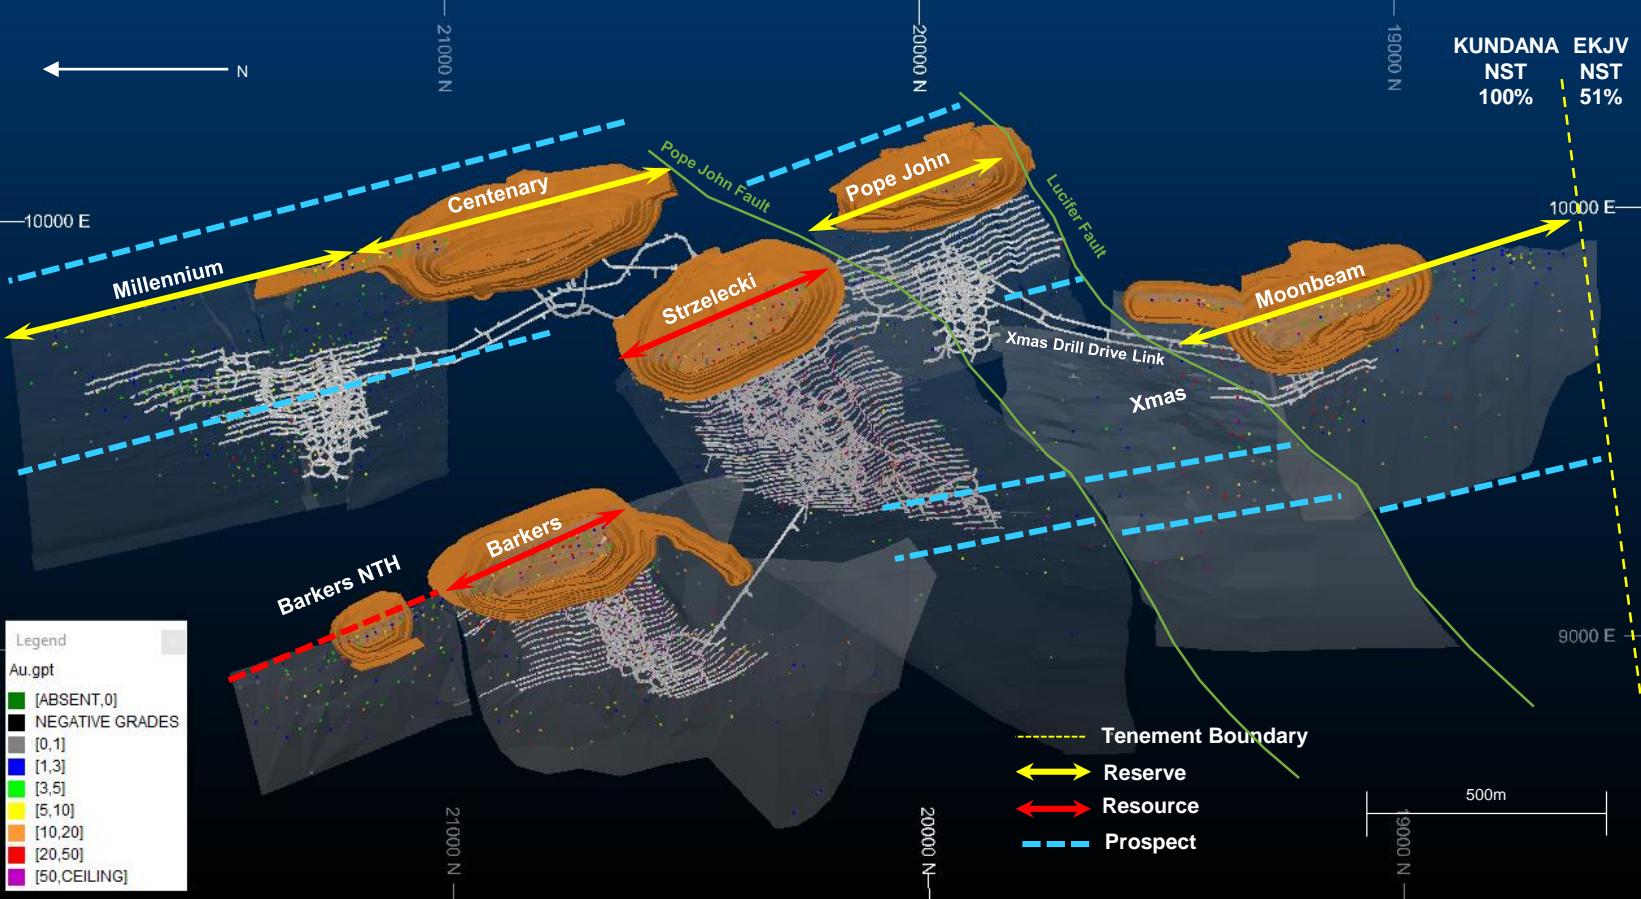 21000 N
20000 N
19000 N
KUNDANA
NST
100%
EKJV
NST
51%
N
Pope John Fault
Pope John
Lucifer Fault
Centenary
10000 E
10000 E
Millennium
Strzelecki
Moonbeam
Xmas Drill Drive Link
Xmas
Barkers
Barkers NTH
9000 E
Legend
Au.gpt
[ABSENT,0]
NEGATIVE GRADES
[0,1]
[1,3]
[3,5]
[5,10]
[10,20]
[20,50]
[50,CEILING]
Tenement Boundary
Reserve
Resource
Prospect
500m
21000 N
20000 N
19000 N